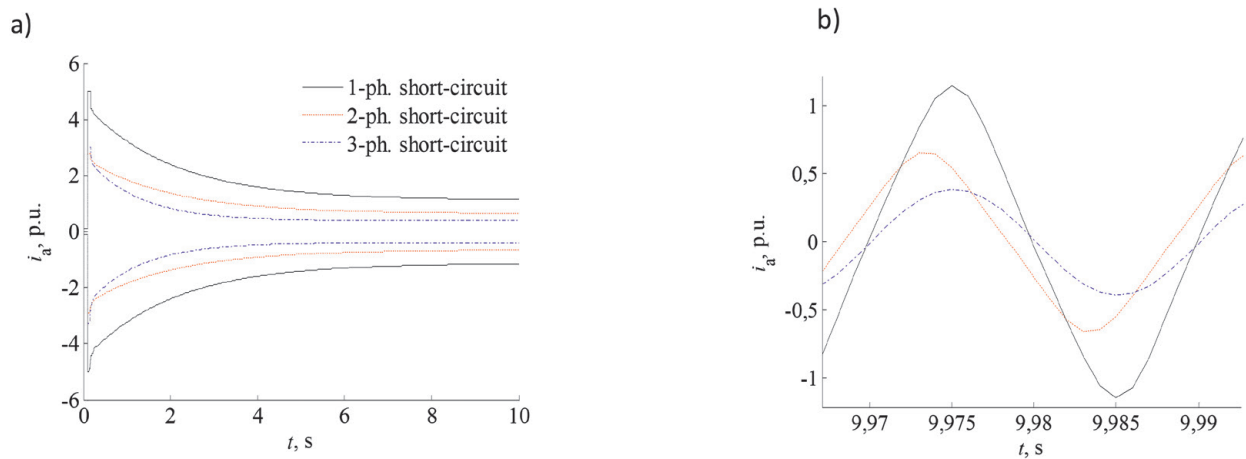 a)
6
4
2
0
-2
-4
-6
i_a, p.u.
1-ph. short-circuit
2-ph. short-circuit
3-ph. short-circuit
0
2
4
6
8
10
t, s
b)
1
0,5
0
-0,5
-1
i_a, p.u.
9,97
9,975
9,98
9,985
9,99
t, s